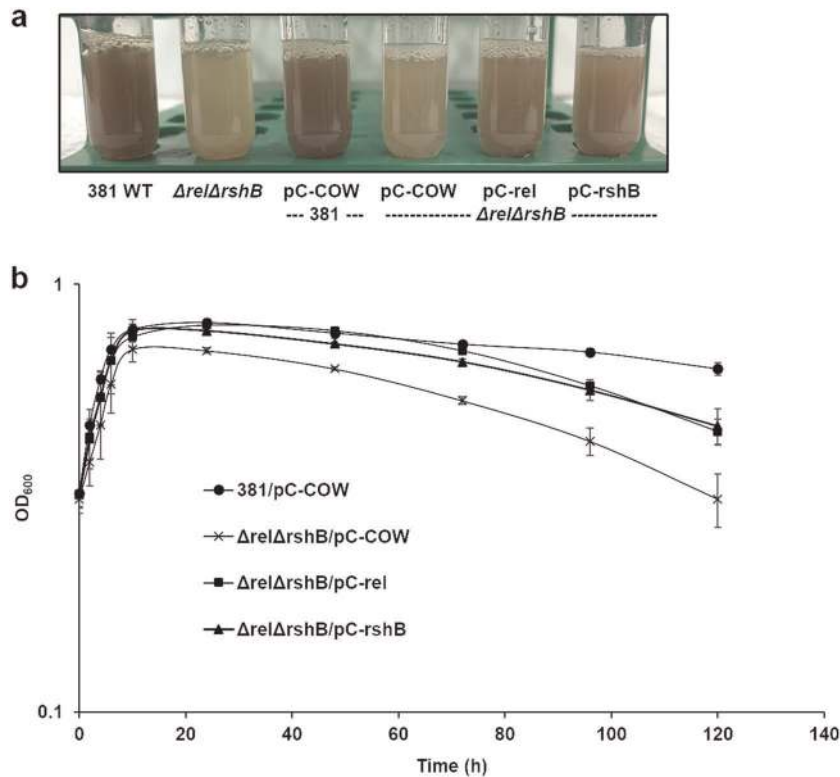 a
381 WT ΔrelΔrshB pC-COW pC-COW pC-rel pC-rshB
--- 381 --- ------------- ΔrelΔrshB -------------
b
1
OD600
381/pC-COW
ΔrelΔrshB/pC-COW
ΔrelΔrshB/pC-rel
ΔrelΔrshB/pC-rshB
0.1
0 20 40 60 80 100 120 140
Time (h)